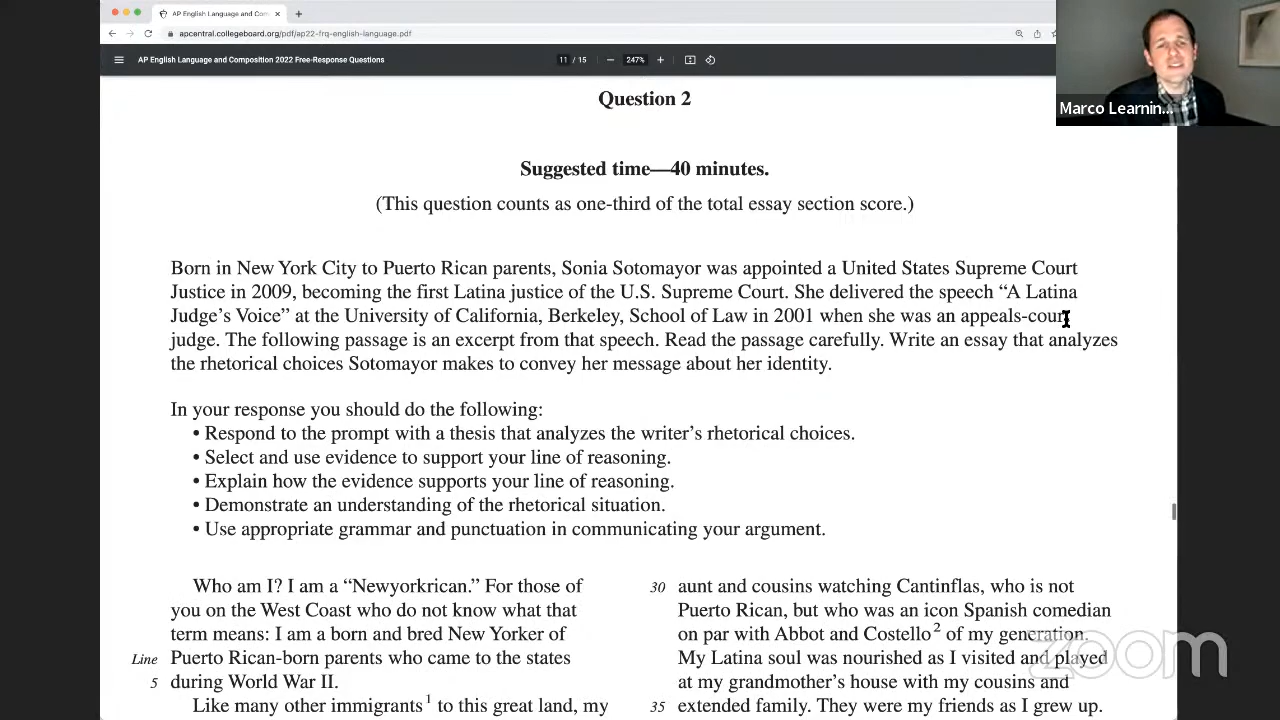 AP English Language and Com
apcentral.collegeboard.org/pdf/ap22-frq-english-language.pdf
AP English Language and Composition 2022 Free-Response Questions
11 / 15
247%
Marco Learnin...
Question 2
Suggested time—40 minutes.
(This question counts as one-third of the total essay section score.)
Born in New York City to Puerto Rican parents, Sonia Sotomayor was appointed a United States Supreme Court
Justice in 2009, becoming the first Latina justice of the U.S. Supreme Court. She delivered the speech “A Latina
Judge’s Voice” at the University of California, Berkeley, School of Law in 2001 when she was an appeals-court
judge. The following passage is an excerpt from that speech. Read the passage carefully. Write an essay that analyzes
the rhetorical choices Sotomayor makes to convey her message about her identity.
In your response you should do the following:
• Respond to the prompt with a thesis that analyzes the writer’s rhetorical choices.
• Select and use evidence to support your line of reasoning.
• Explain how the evidence supports your line of reasoning.
• Demonstrate an understanding of the rhetorical situation.
• Use appropriate grammar and punctuation in communicating your argument.
Who am I? I am a “Newyorkrican.” For those of
you on the West Coast who do not know what that
term means: I am a born and bred New Yorker of
Line Puerto Rican-born parents who came to the states
5 during World War II.
Like many other immigrants1 to this great land, my
30 aunt and cousins watching Cantinflas, who is not
Puerto Rican, but who was an icon Spanish comedian
on par with Abbot and Costello2 of my generation.
My Latina soul was nourished as I visited and played
at my grandmother’s house with my cousins and
35 extended family. They were my friends as I grew up.
zoom